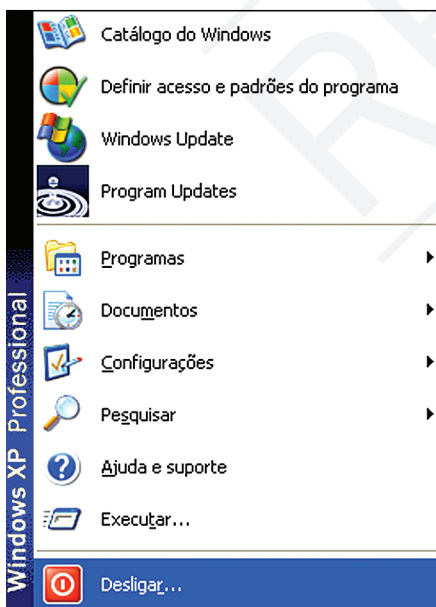 Catálogo do Windows
Definir acesso e padrões do programa
Windows Update
Program Updates
Programas
Documentos
Configurações
Pesquisar
Ajuda e suporte
Executar...
Desligar...
Windows XP Professional